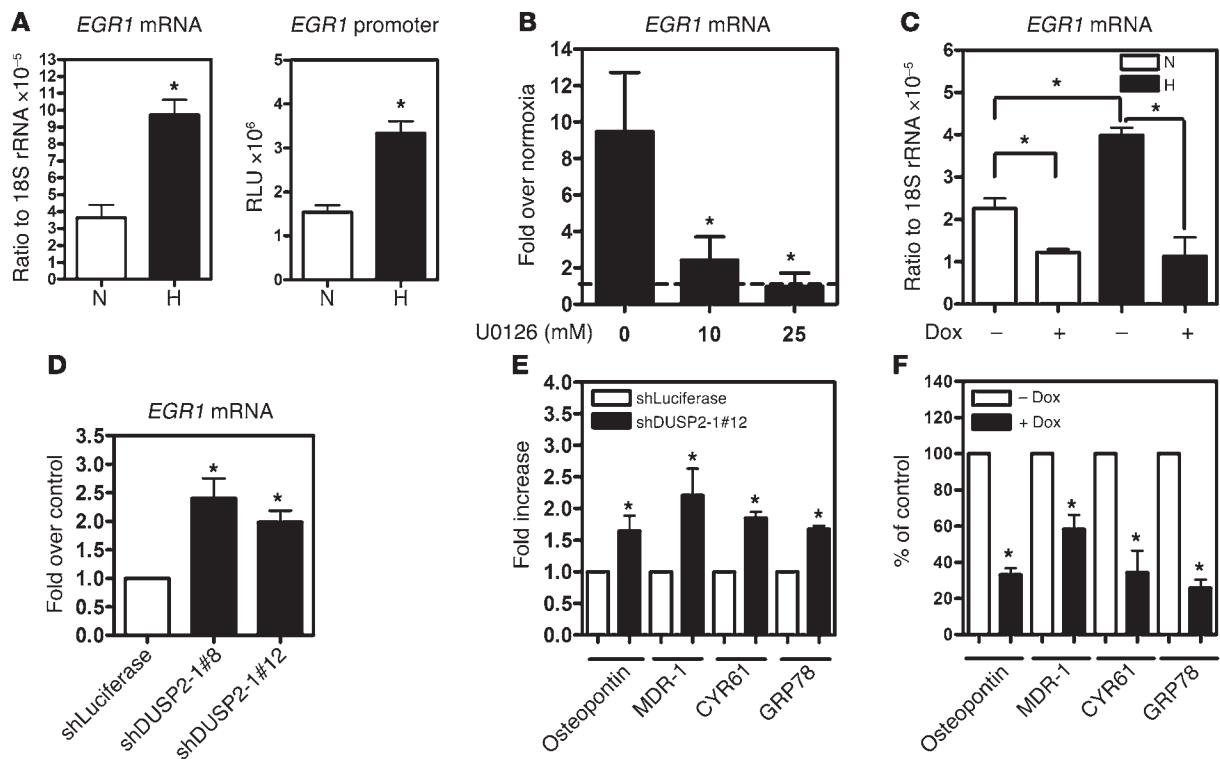 A
EGR1 mRNA
Ratio to 18S rRNA ×10⁻⁵
13
12
11
10
9
8
7
6
5
4
3
2
1
0
*
N H
EGR1 promoter
RLU ×10⁶
5
4
3
2
1
0
*
N H
B
EGR1 mRNA
Fold over normoxia
14
12
10
8
6
4
2
0
* *
U0126 (mM) 0 10 25
C
EGR1 mRNA
Ratio to 18S rRNA ×10⁻⁵
6
5
4
3
2
1
0
N
H
* * *
Dox – + – +
D
EGR1 mRNA
Fold over control
3.5
3.0
2.5
2.0
1.5
1.0
0.5
0.0
* *
shLuciferase
shDUSP2-1#8
shDUSP2-1#12
E
Fold increase
4.0
3.5
3.0
2.5
2.0
1.5
1.0
0.5
0.0
shLuciferase
shDUSP2-1#12
* * * *
Osteopontin
MDR-1
CYR61
GRP78
F
% of control
140
120
100
80
60
40
20
0
– Dox
+ Dox
* * * *
Osteopontin
MDR-1
CYR61
GRP78